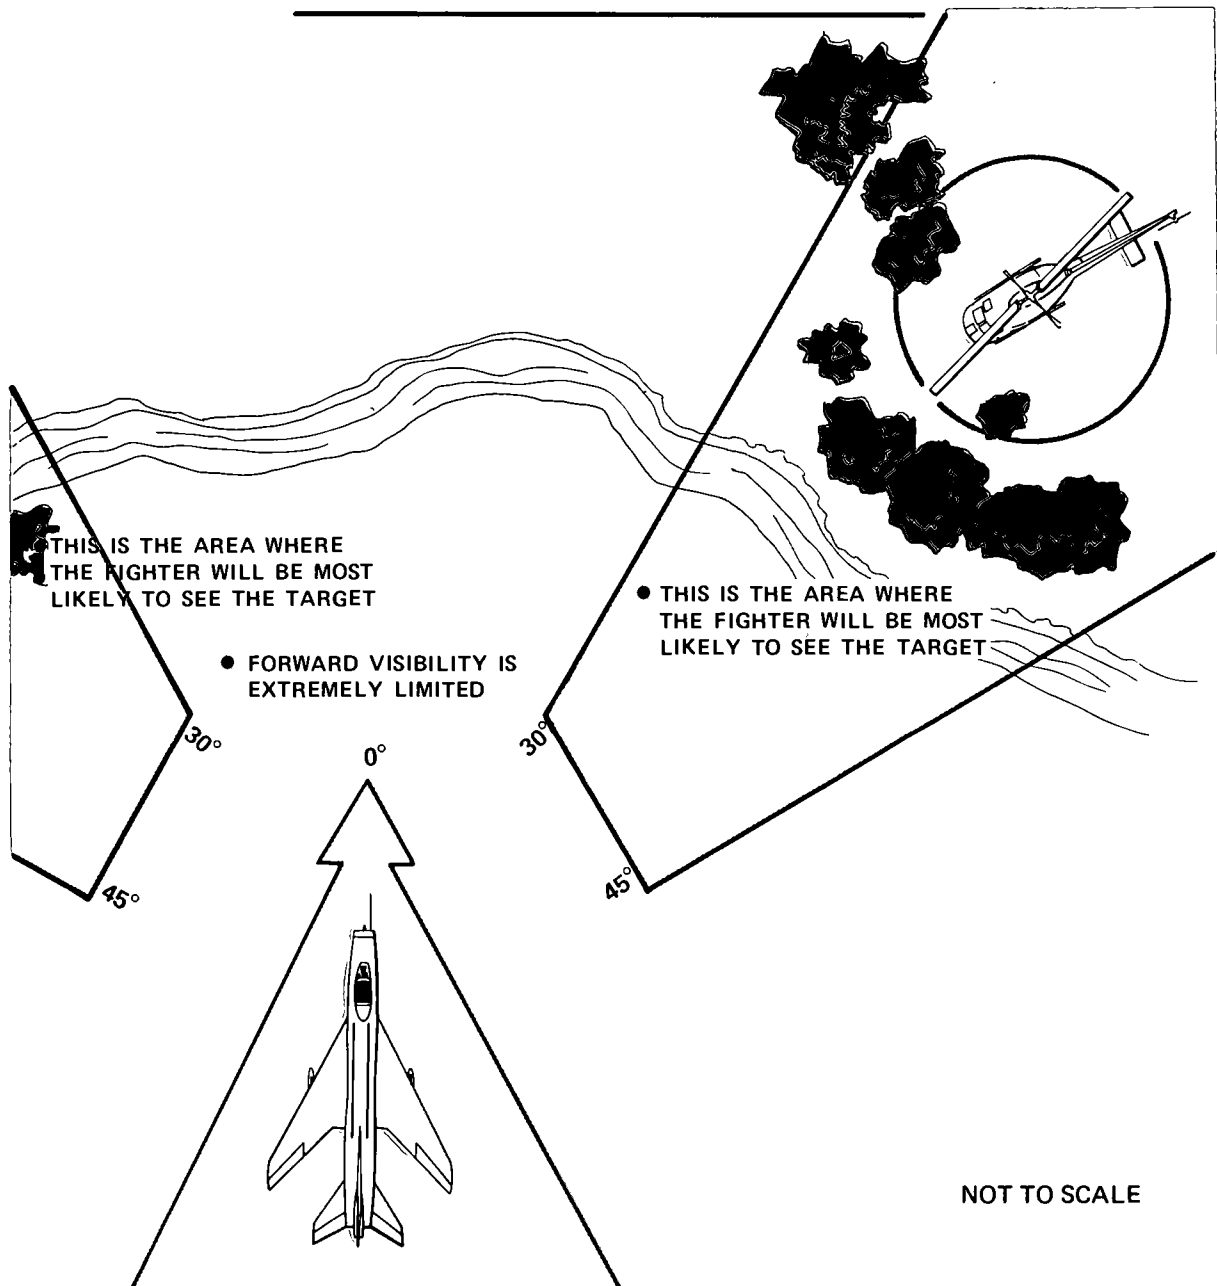 ● THIS IS THE AREA WHERE
THE FIGHTER WILL BE MOST
LIKELY TO SEE THE TARGET
● THIS IS THE AREA WHERE
THE FIGHTER WILL BE MOST
LIKELY TO SEE THE TARGET
● FORWARD VISIBILITY IS
EXTREMELY LIMITED
30°
0°
30°
45°
45°
NOT TO SCALE